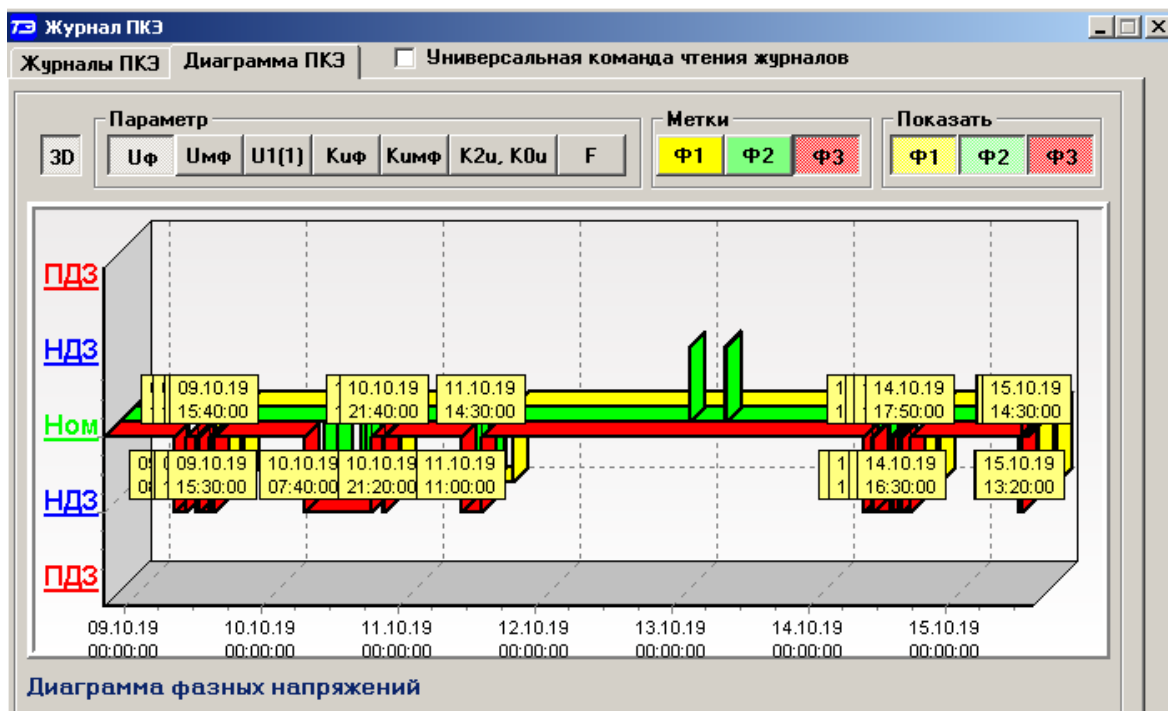 ТЭ Журнал ПКЭ
Журналы ПКЭ Диаграмма ПКЭ Универсальная команда чтения журналов
Параметр Метки Показать
3D Uф Uмф U1(1) Kuф Kuмф K2u, K0u F Ф1 Ф2 Ф3 Ф1 Ф2 Ф3
ПДЗ
НДЗ
09.10.19 10.10.19 11.10.19 14.10.19 15.10.19
15:40:00 21:40:00 14:30:00 17:50:00 14:30:00
Ном
09.10.19 10.10.19 10.10.19 11.10.19 14.10.19 15.10.19
15:30:00 07:40:00 21:20:00 11:00:00 16:30:00 13:20:00
НДЗ
ПДЗ
09.10.19 10.10.19 11.10.19 12.10.19 13.10.19 14.10.19 15.10.19
00:00:00 00:00:00 00:00:00 00:00:00 00:00:00 00:00:00 00:00:00
Диаграмма фазных напряжений